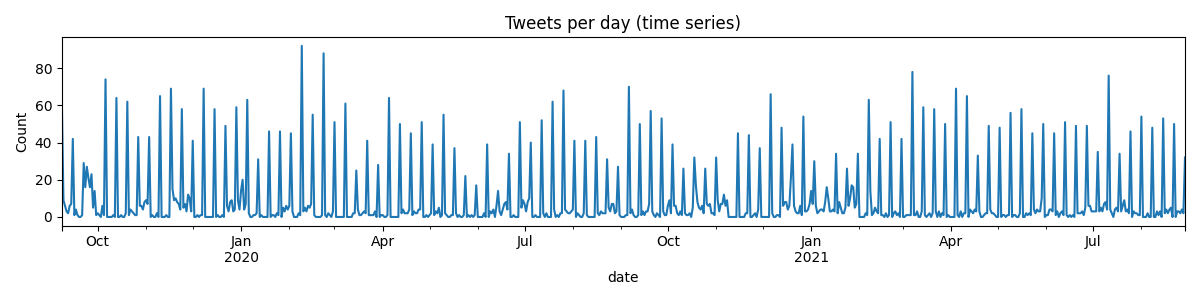 Tweets per day (time series)
Count
80
60
40
20
0
Oct
Jan
2020
Apr
Jul
Oct
Jan
2021
Apr
Jul
date